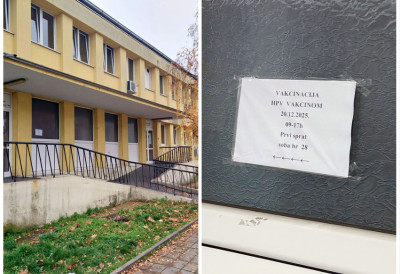 VAKCINACIJA
HPV VAKCINOM
28.12.2025.
09-17h
Prvi sprat
soba br 28